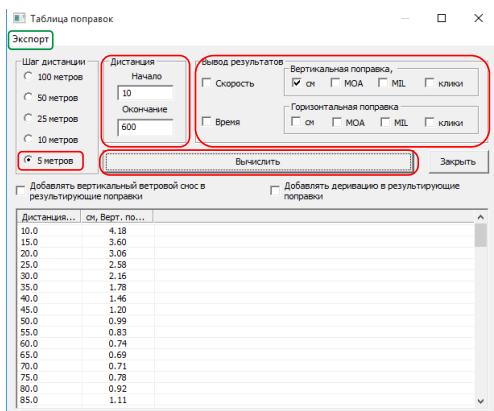 Таблица поправок
Экспорт
Шаг дистанции
100 метров
50 метров
25 метров
10 метров
5 метров
Дистанция
Начало
10
Окончание
600
Вывод результатов
Скорость
Время
Вертикальная поправка,
см MOA MIL клики
Горизонтальная поправка
см MOA MIL клики
Вычислить
Закрыть
Добавлять вертикальный ветровой снос в
результирующие поправки
Добавлять деривацию в результирующие
поправки
Дистанция... см, Верт. по...
10.0 4.18
15.0 3.60
20.0 3.06
25.0 2.58
30.0 2.16
35.0 1.78
40.0 1.46
45.0 1.20
50.0 0.99
55.0 0.83
60.0 0.74
65.0 0.69
70.0 0.71
75.0 0.78
80.0 0.92
85.0 1.11